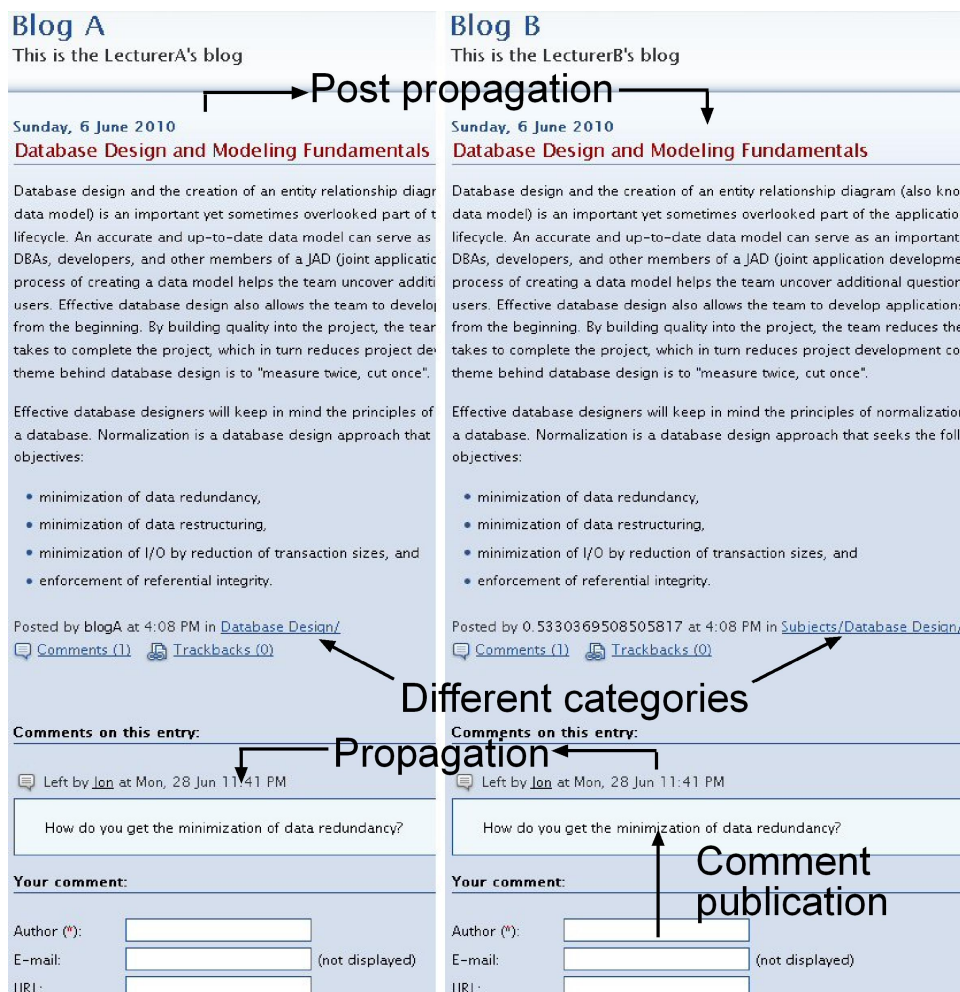 Blog A
This is the LecturerA's blog
Post propagation
Sunday, 6 June 2010
Database Design and Modeling Fundamentals
Database design and the creation of an entity relationship diagr
data model) is an important yet sometimes overlooked part of t
lifecycle. An accurate and up-to-date data model can serve as
DBAs, developers, and other members of a JAD (joint applicatic
process of creating a data model helps the team uncover additi
users. Effective database design also allows the team to develop
from the beginning. By building quality into the project, the tear
takes to complete the project, which in turn reduces project de
theme behind database design is to "measure twice, cut once".
Effective database designers will keep in mind the principles of
a database. Normalization is a database design approach that
objectives:
• minimization of data redundancy,
• minimization of data restructuring,
• minimization of I/O by reduction of transaction sizes, and
• enforcement of referential integrity.
Posted by blogA at 4:08 PM in Database Design/
Comments (1) Trackbacks (0)
Different categories
Comments on this entry:
Propagation
Left by Jon at Mon, 28 Jun 11:41 PM
How do you get the minimization of data redundancy?
Your comment:
Author (*):
E-mail: (not displayed)
URL:
Blog B
This is the LecturerB's blog
Sunday, 6 June 2010
Database Design and Modeling Fundamentals
Database design and the creation of an entity relationship diagram (also kno
data model) is an important yet sometimes overlooked part of the applicatio
lifecycle. An accurate and up-to-date data model can serve as an important
DBAs, developers, and other members of a JAD (joint application developme
process of creating a data model helps the team uncover additional question
users. Effective database design also allows the team to develop applications
from the beginning. By building quality into the project, the team reduces the
takes to complete the project, which in turn reduces project development co
theme behind database design is to "measure twice, cut once".
Effective database designers will keep in mind the principles of normalization
a database. Normalization is a database design approach that seeks the foll
objectives:
• minimization of data redundancy,
• minimization of data restructuring,
• minimization of I/O by reduction of transaction sizes, and
• enforcement of referential integrity.
Posted by 0.5330369508505817 at 4:08 PM in Subjects/Database Design/
Comments (1) Trackbacks (0)
Comments on this entry:
Left by Jon at Mon, 28 Jun 11:41 PM
How do you get the minimization of data redundancy?
Comment
publication
Your comment:
Author (*):
E-mail: (not displayed)
URL: